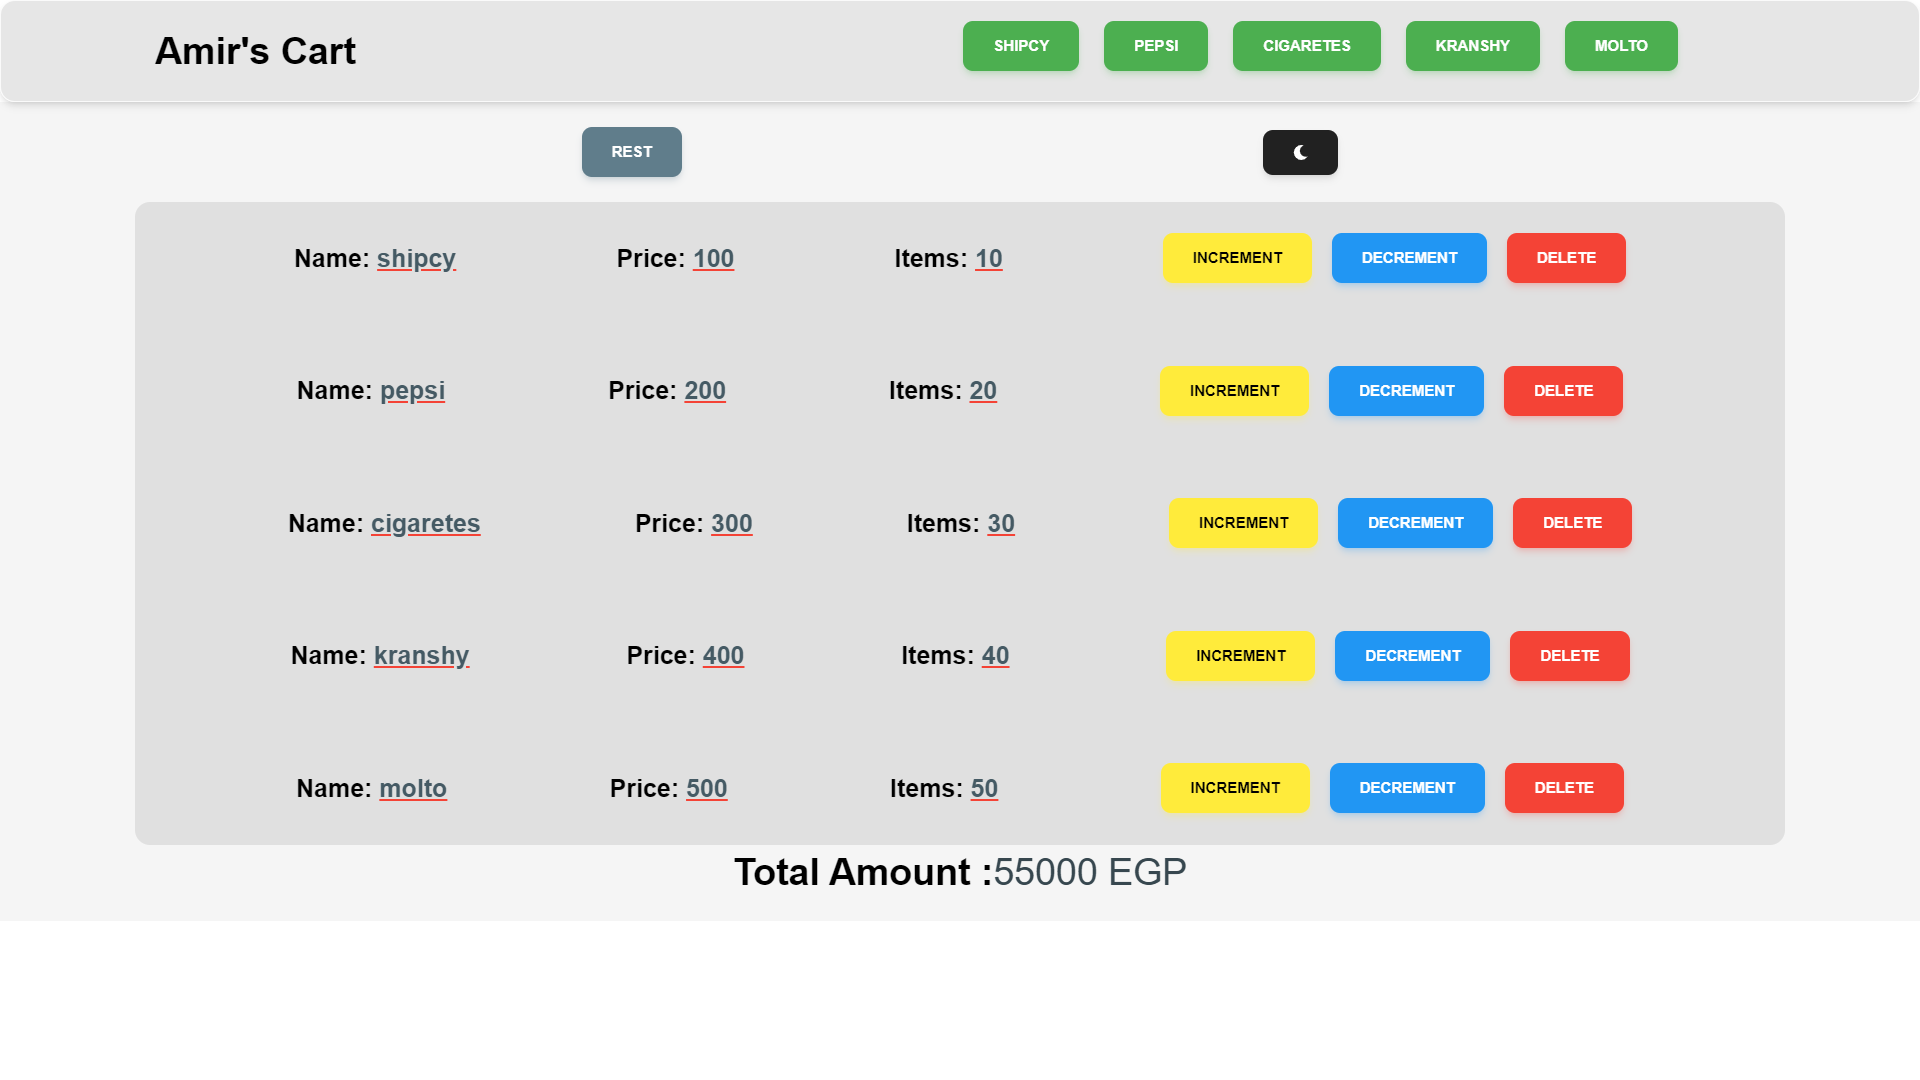 Amir's Cart SHIPCY PEPSI CIGARETES KRANSHY MOLTO
REST
Name: shipcy Price: 100 Items: 10 INCREMENT DECREMENT DELETE
Name: pepsi Price: 200 Items: 20 INCREMENT DECREMENT DELETE
Name: cigaretes Price: 300 Items: 30 INCREMENT DECREMENT DELETE
Name: kranshy Price: 400 Items: 40 INCREMENT DECREMENT DELETE
Name: molto Price: 500 Items: 50 INCREMENT DECREMENT DELETE
Total Amount :55000 EGP